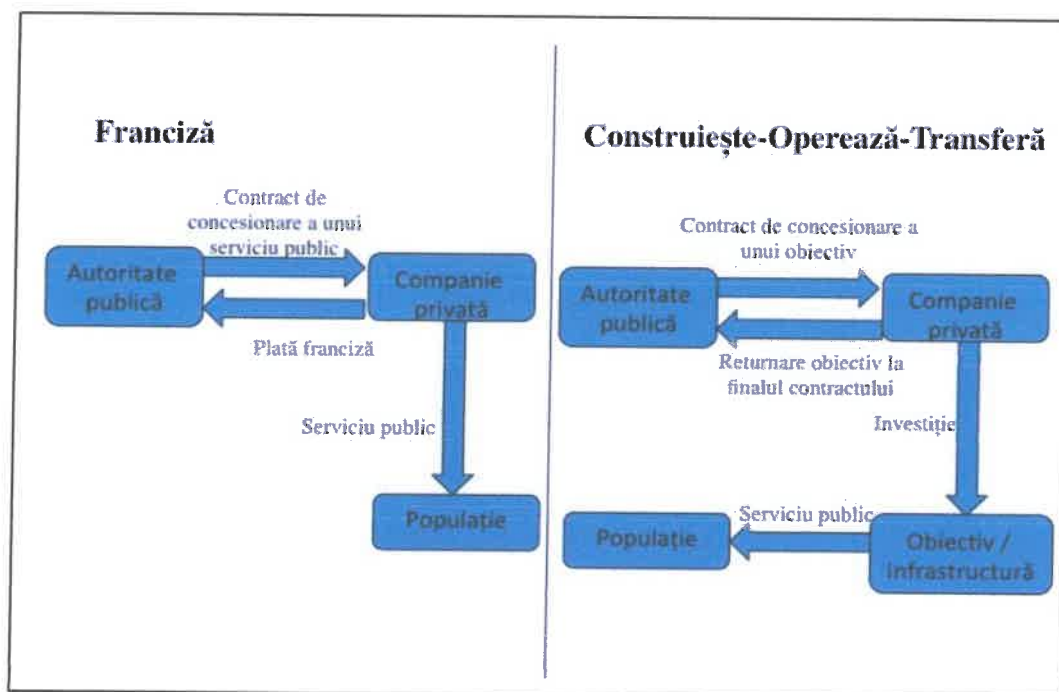 Franciză
Contract de
concesionare a unui
serviciu public
Autoritate
publică
Companie
privată
Plată franciză
Serviciu public
Populație
Construiește-Operează-Transferă
Contract de concesionare a
unui obiectiv
Autoritate
publică
Companie
privată
Returnare obiectiv la
finalul contractului
Investiție
Serviciu public
Populație
Obiectiv /
infrastructură